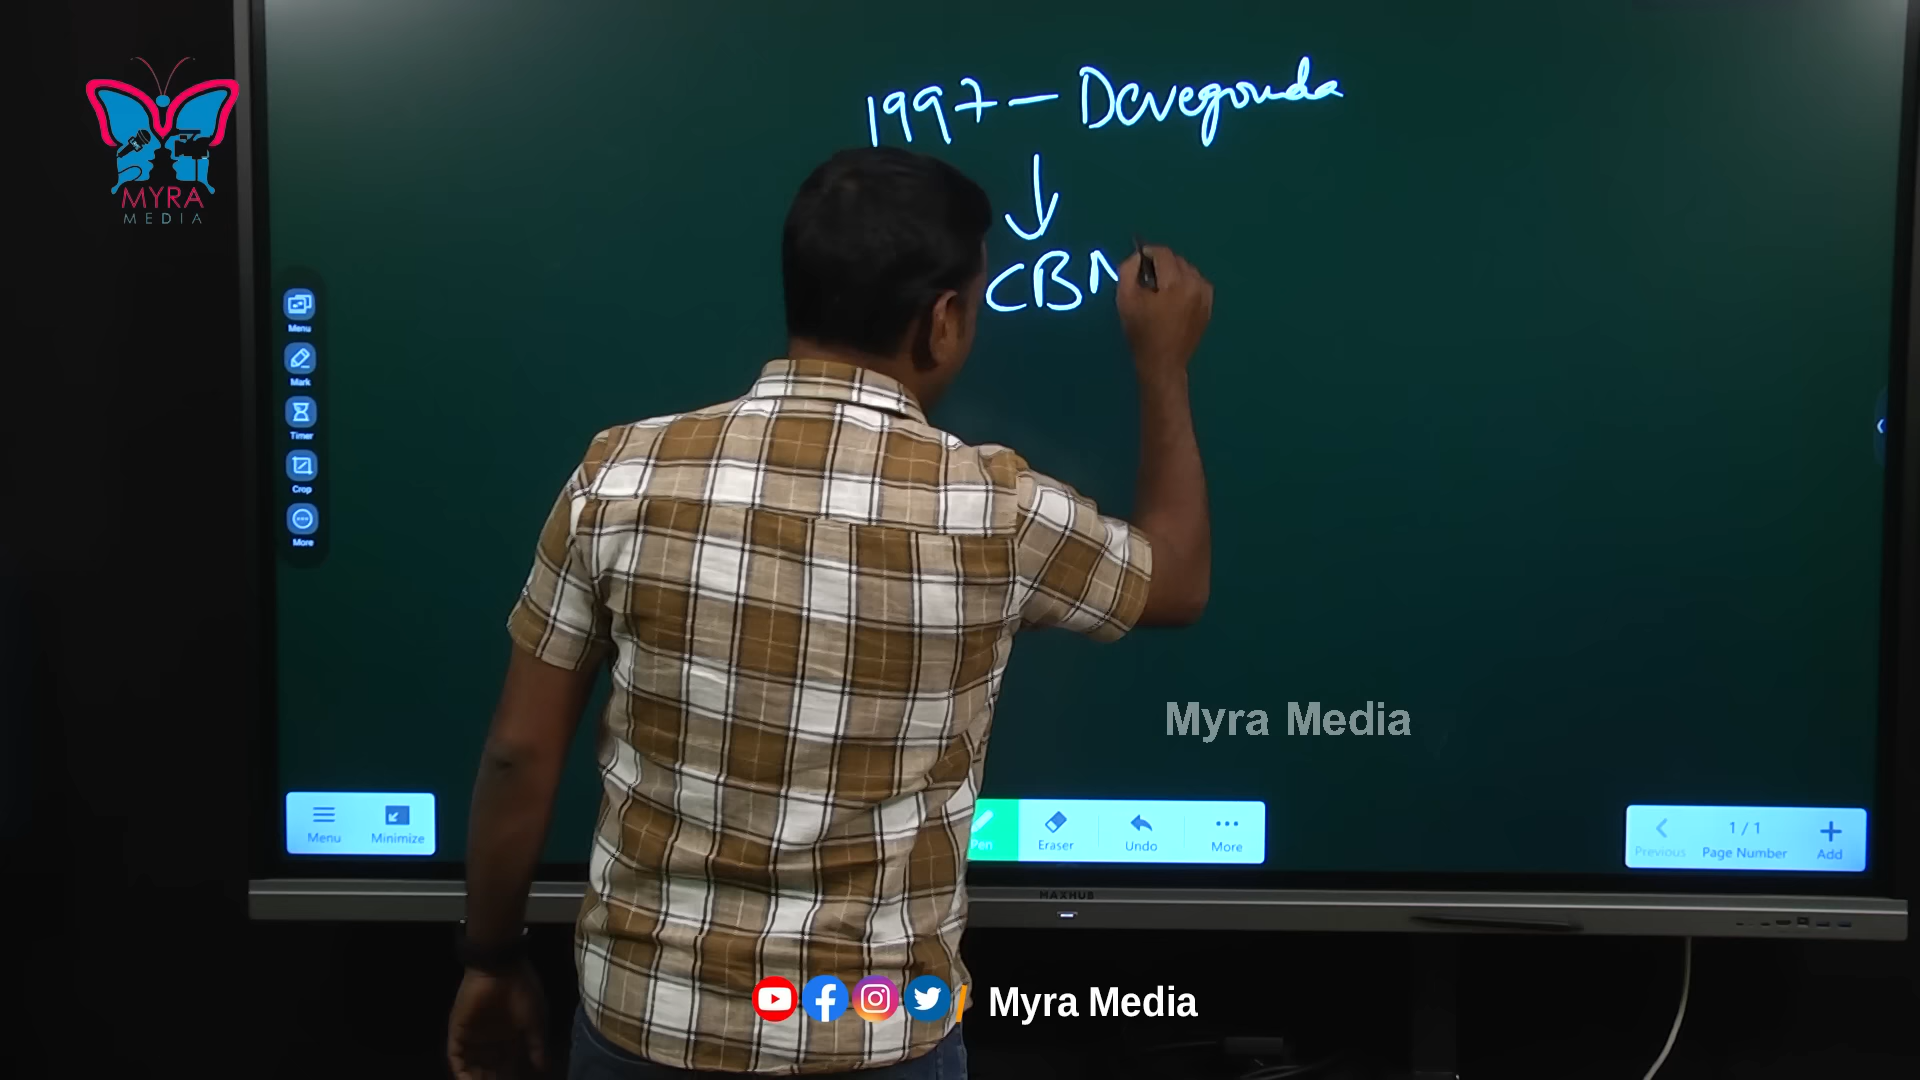 1997 - Devegouda
CBN
MYRA
MEDIA
Menu
Mark
Timer
Crop
More
Myra Media
Menu
Minimize
Pen
Eraser
Undo
More
Previous
1 / 1
Page Number
Add
MAXHUB
Myra Media